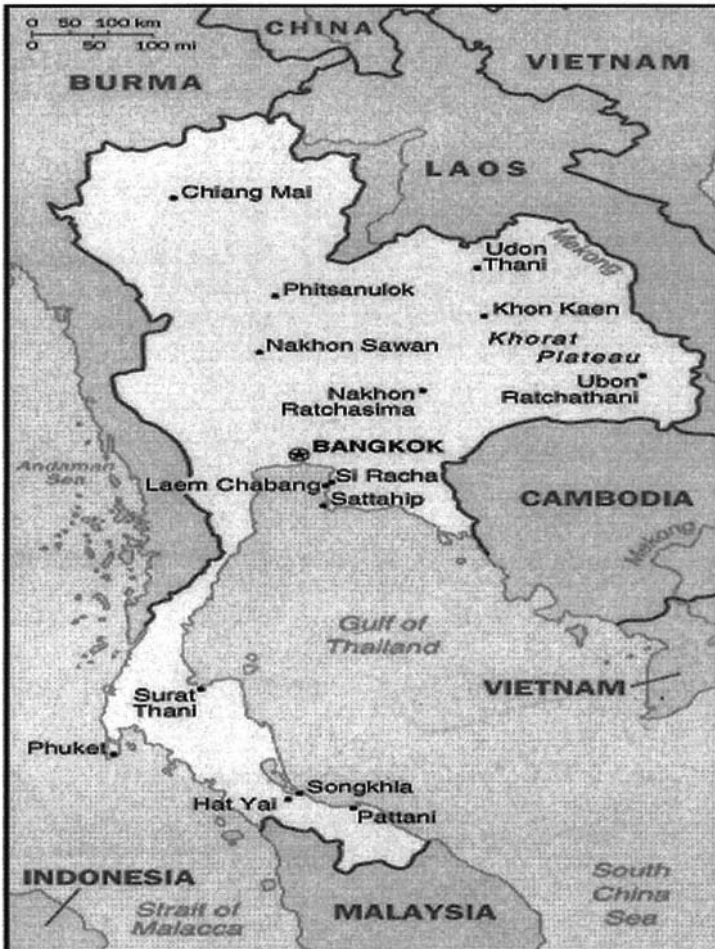 0 50 100 km
0 50 100 mi
CHINA
VIETNAM
BURMA
LAOS
Chiang Mai
Mekong
Udon
Thani
Phitsanulok
Khon Kaen
Khorat
Plateau
Nakhon Sawan
Ubon
Ratchathani
Nakhon
Ratchasima
BANGKOK
Andaman
Sea
Si Racha
Laem Chabang
Sattahip
CAMBODIA
Mekong
Gulf of
Thailand
VIETNAM
Surat
Thani
Phuket
Songkhla
Hat Yai
Pattani
INDONESIA
Strait of
Malacca
MALAYSIA
South
China
Sea